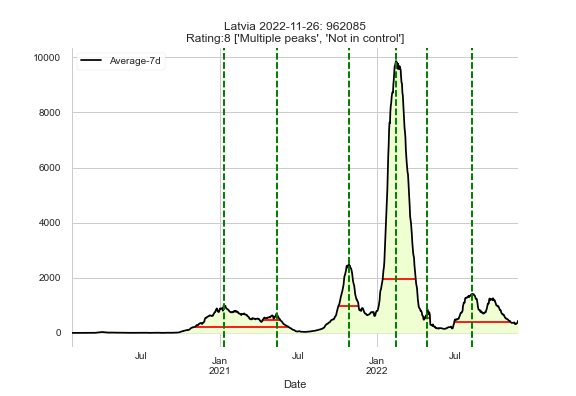 Latvia 2022-11-26: 962085
Rating:8 ['Multiple peaks', 'Not in control']
Average-7d
10000
8000
6000
4000
2000
0
Jul
Jan
2021
Jul
Jan
2022
Jul
Date